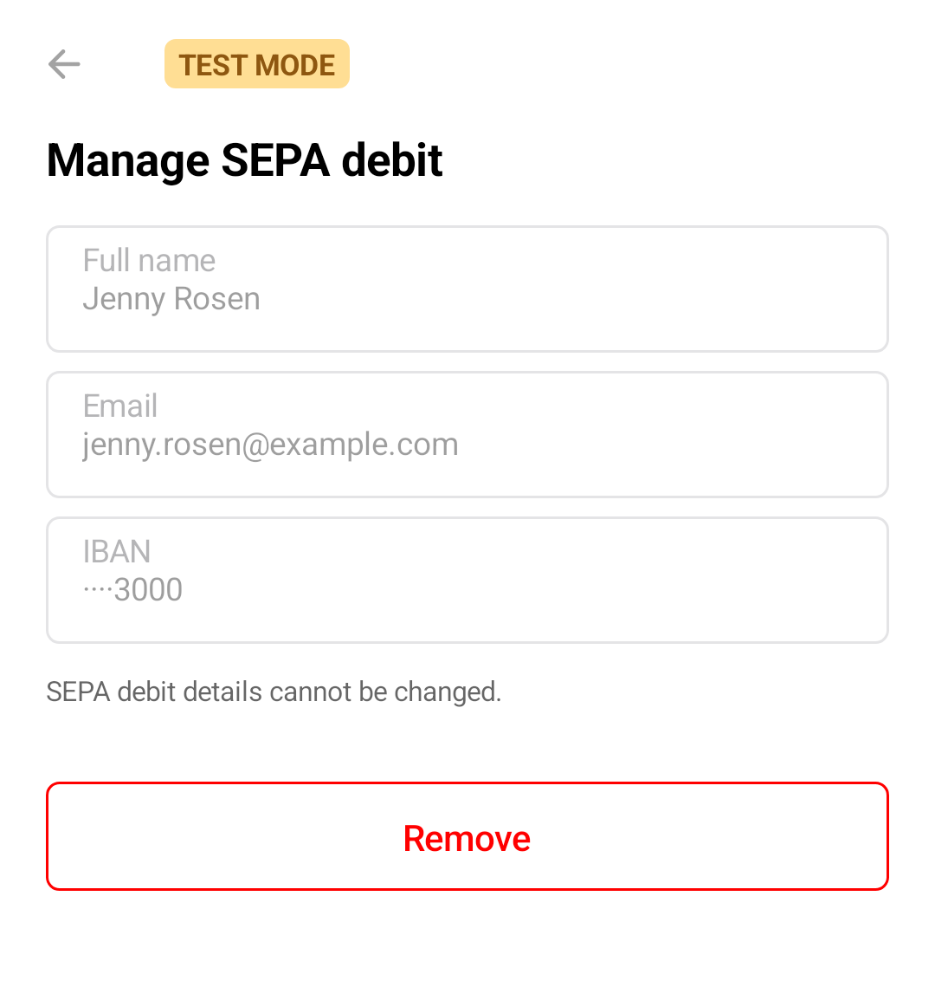 TEST MODE
Manage SEPA debit
Full name
Jenny Rosen
Email
jenny.rosen@example.com
IBAN
····3000
SEPA debit details cannot be changed.
Remove